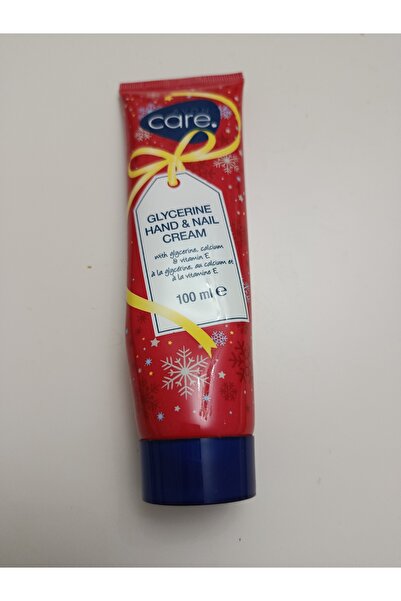 care.
GLYCERINE
HAND & NAIL
CREAM
with glycerine, calcium
& vitamin E
à la glycérine, au calcium et
à la vitamine E
100 ml e